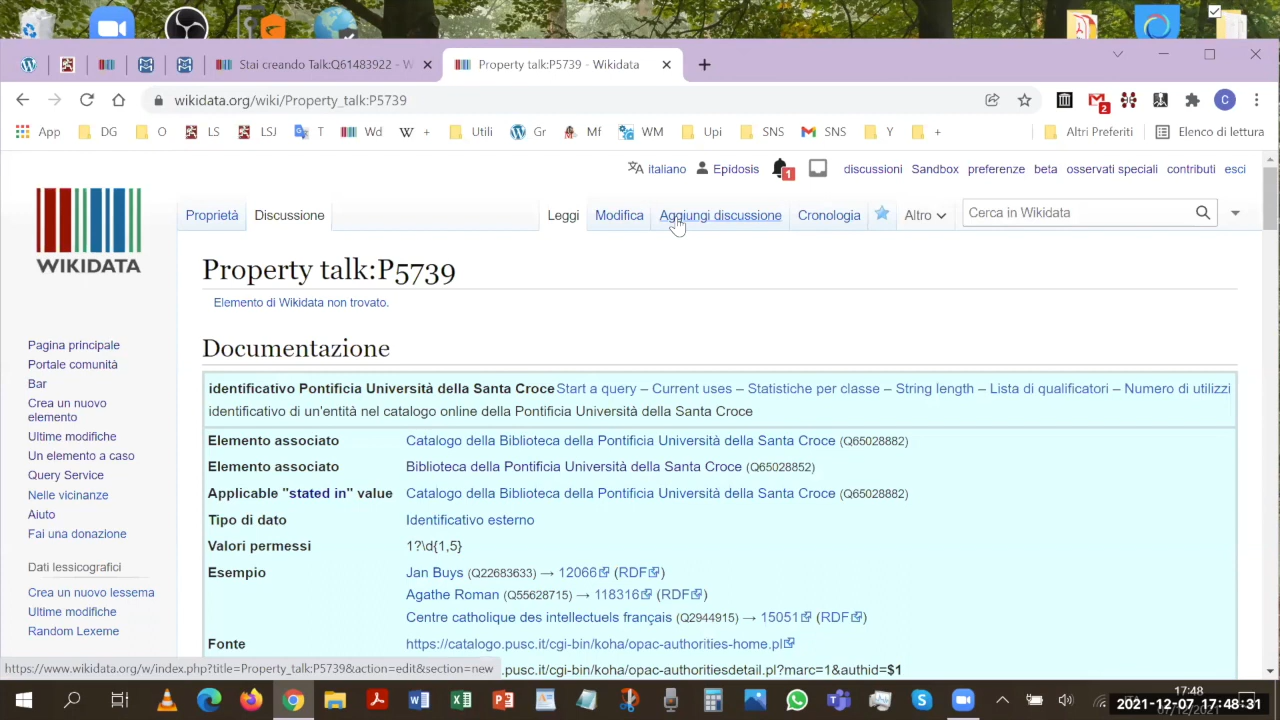 Stai creando Talk:Q61483922 - W
Property talk:P5739 - Wikidata
wikidata.org/wiki/Property_talk:P5739
2
C
App DG O LS LSJ T Wd + Utili Gr Mf WM Upi SNS SNS Y + Altri Preferiti Elenco di lettura
italiano Epidosis 1 discussioni Sandbox preferenze beta osservati speciali contributi esci
Proprietà Discussione Leggi Modifica Aggiungi discussione Cronologia Altro Cerca in Wikidata
WIKIDATA
Property talk:P5739
Elemento di Wikidata non trovato.
Documentazione
identificativo Pontificia Università della Santa Croce Start a query – Current uses – Statistiche per classe – String length – Lista di qualificatori – Numero di utilizzi
identificativo di un'entità nel catalogo online della Pontificia Università della Santa Croce
Elemento associato Catalogo della Biblioteca della Pontificia Università della Santa Croce (Q65028882)
Elemento associato Biblioteca della Pontificia Università della Santa Croce (Q65028852)
Applicable "stated in" value Catalogo della Biblioteca della Pontificia Università della Santa Croce (Q65028882)
Tipo di dato Identificativo esterno
Valori permessi 1?\d{1,5}
Esempio Jan Buys (Q22683633) → 12066 (RDF)
Agathe Roman (Q55628715) → 118316 (RDF)
Centre catholique des intellectuels français (Q2944915) → 15051 (RDF)
Fonte https://catalogo.pusc.it/cgi-bin/koha/opac-authorities-home.pl
.pusc.it/cgi-bin/koha/opac-authoritiesdetail.pl?marc=1&authid=$1
Pagina principale
Portale comunità
Bar
Crea un nuovo
elemento
Ultime modifiche
Un elemento a caso
Query Service
Nelle vicinanze
Aiuto
Fai una donazione
Dati lessicografici
Crea un nuovo lessema
Ultime modifiche
Random Lexeme
https://www.wikidata.org/w/index.php?title=Property_talk:P5739&action=edit&section=new
17:48
2021-12-07 17:48:31